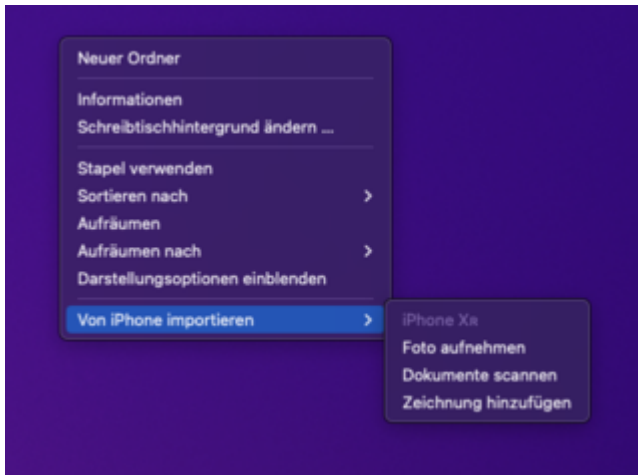 Neuer Ordner
Informationen
Schreibtischhintergrund ändern ...
Stapel verwenden
Sortieren nach
Aufräumen
Aufräumen nach
Darstellungsoptionen einblenden
Von iPhone importieren
iPhone XR
Foto aufnehmen
Dokumente scannen
Zeichnung hinzufügen